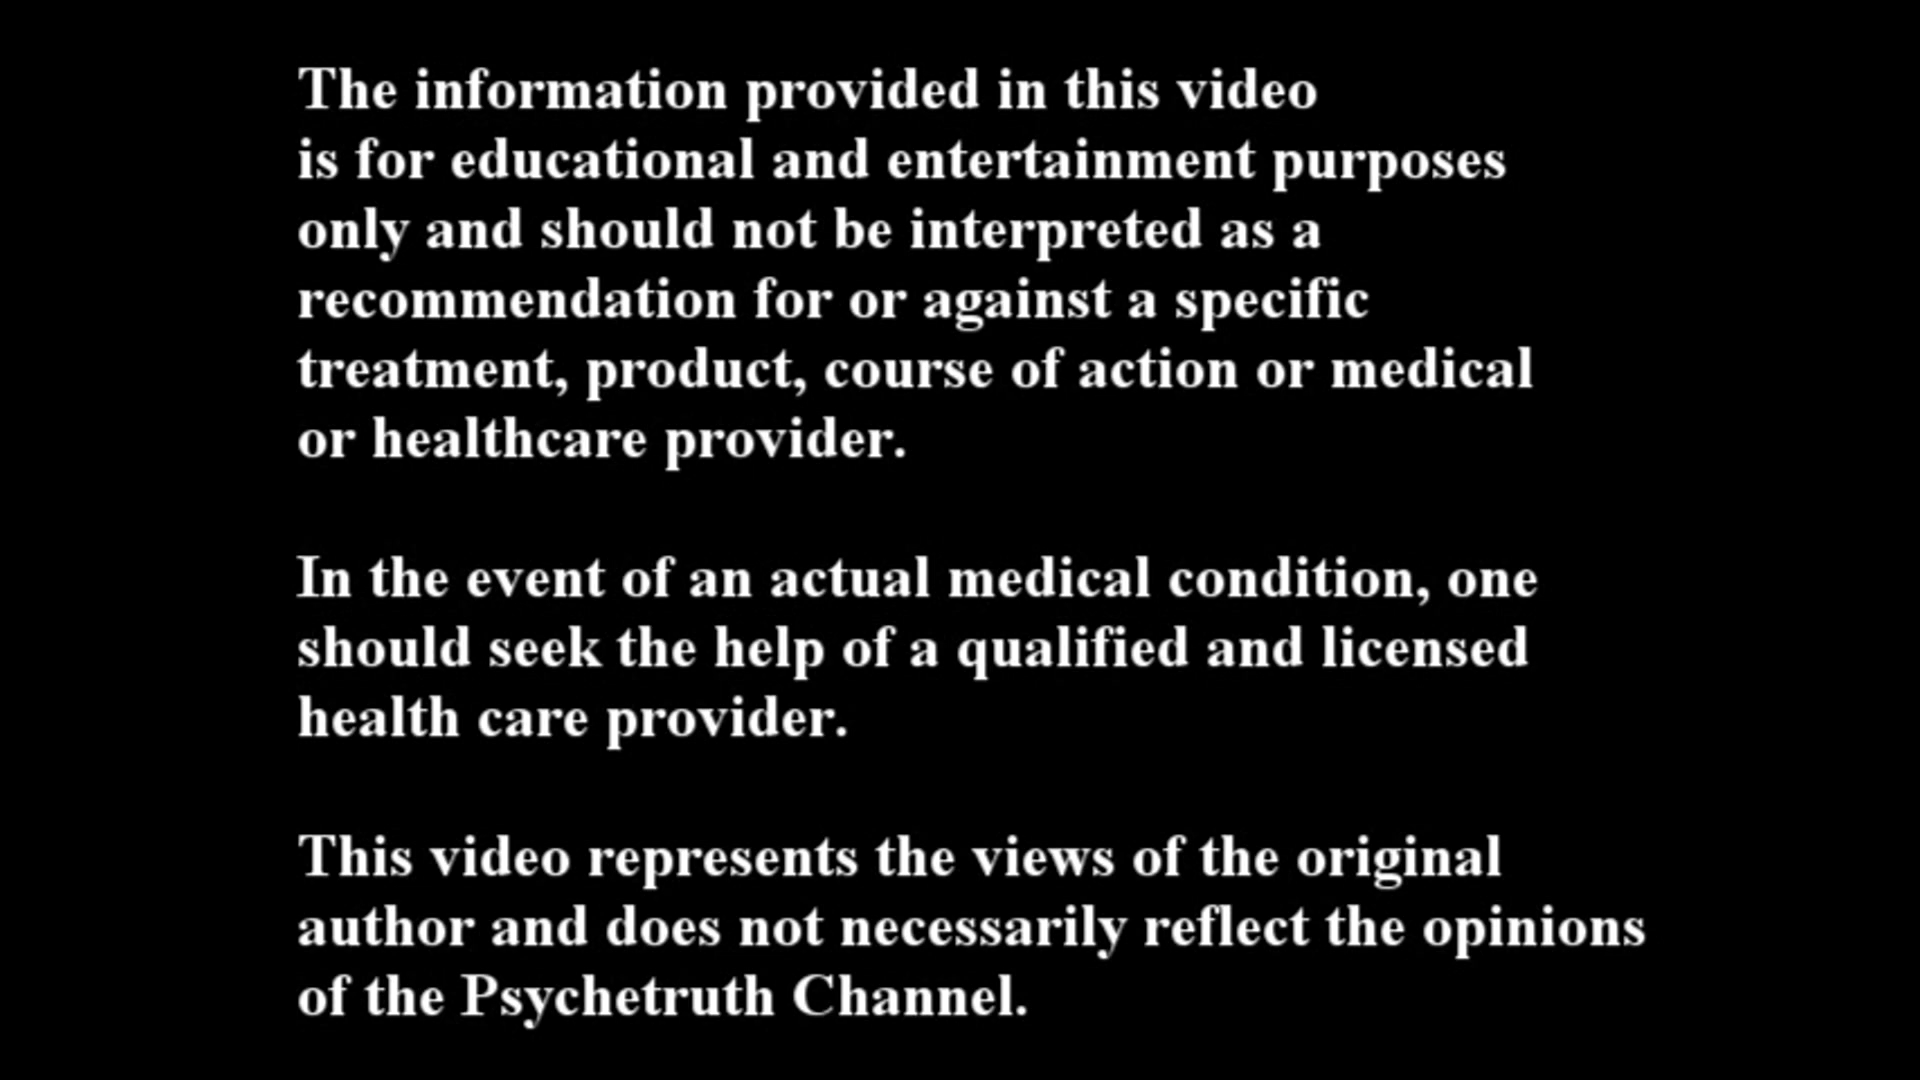 The information provided in this video
is for educational and entertainment purposes
only and should not be interpreted as a
recommendation for or against a specific
treatment, product, course of action or medical
or healthcare provider.
In the event of an actual medical condition, one
should seek the help of a qualified and licensed
health care provider.
This video represents the views of the original
author and does not necessarily reflect the opinions
of the Psychetruth Channel.